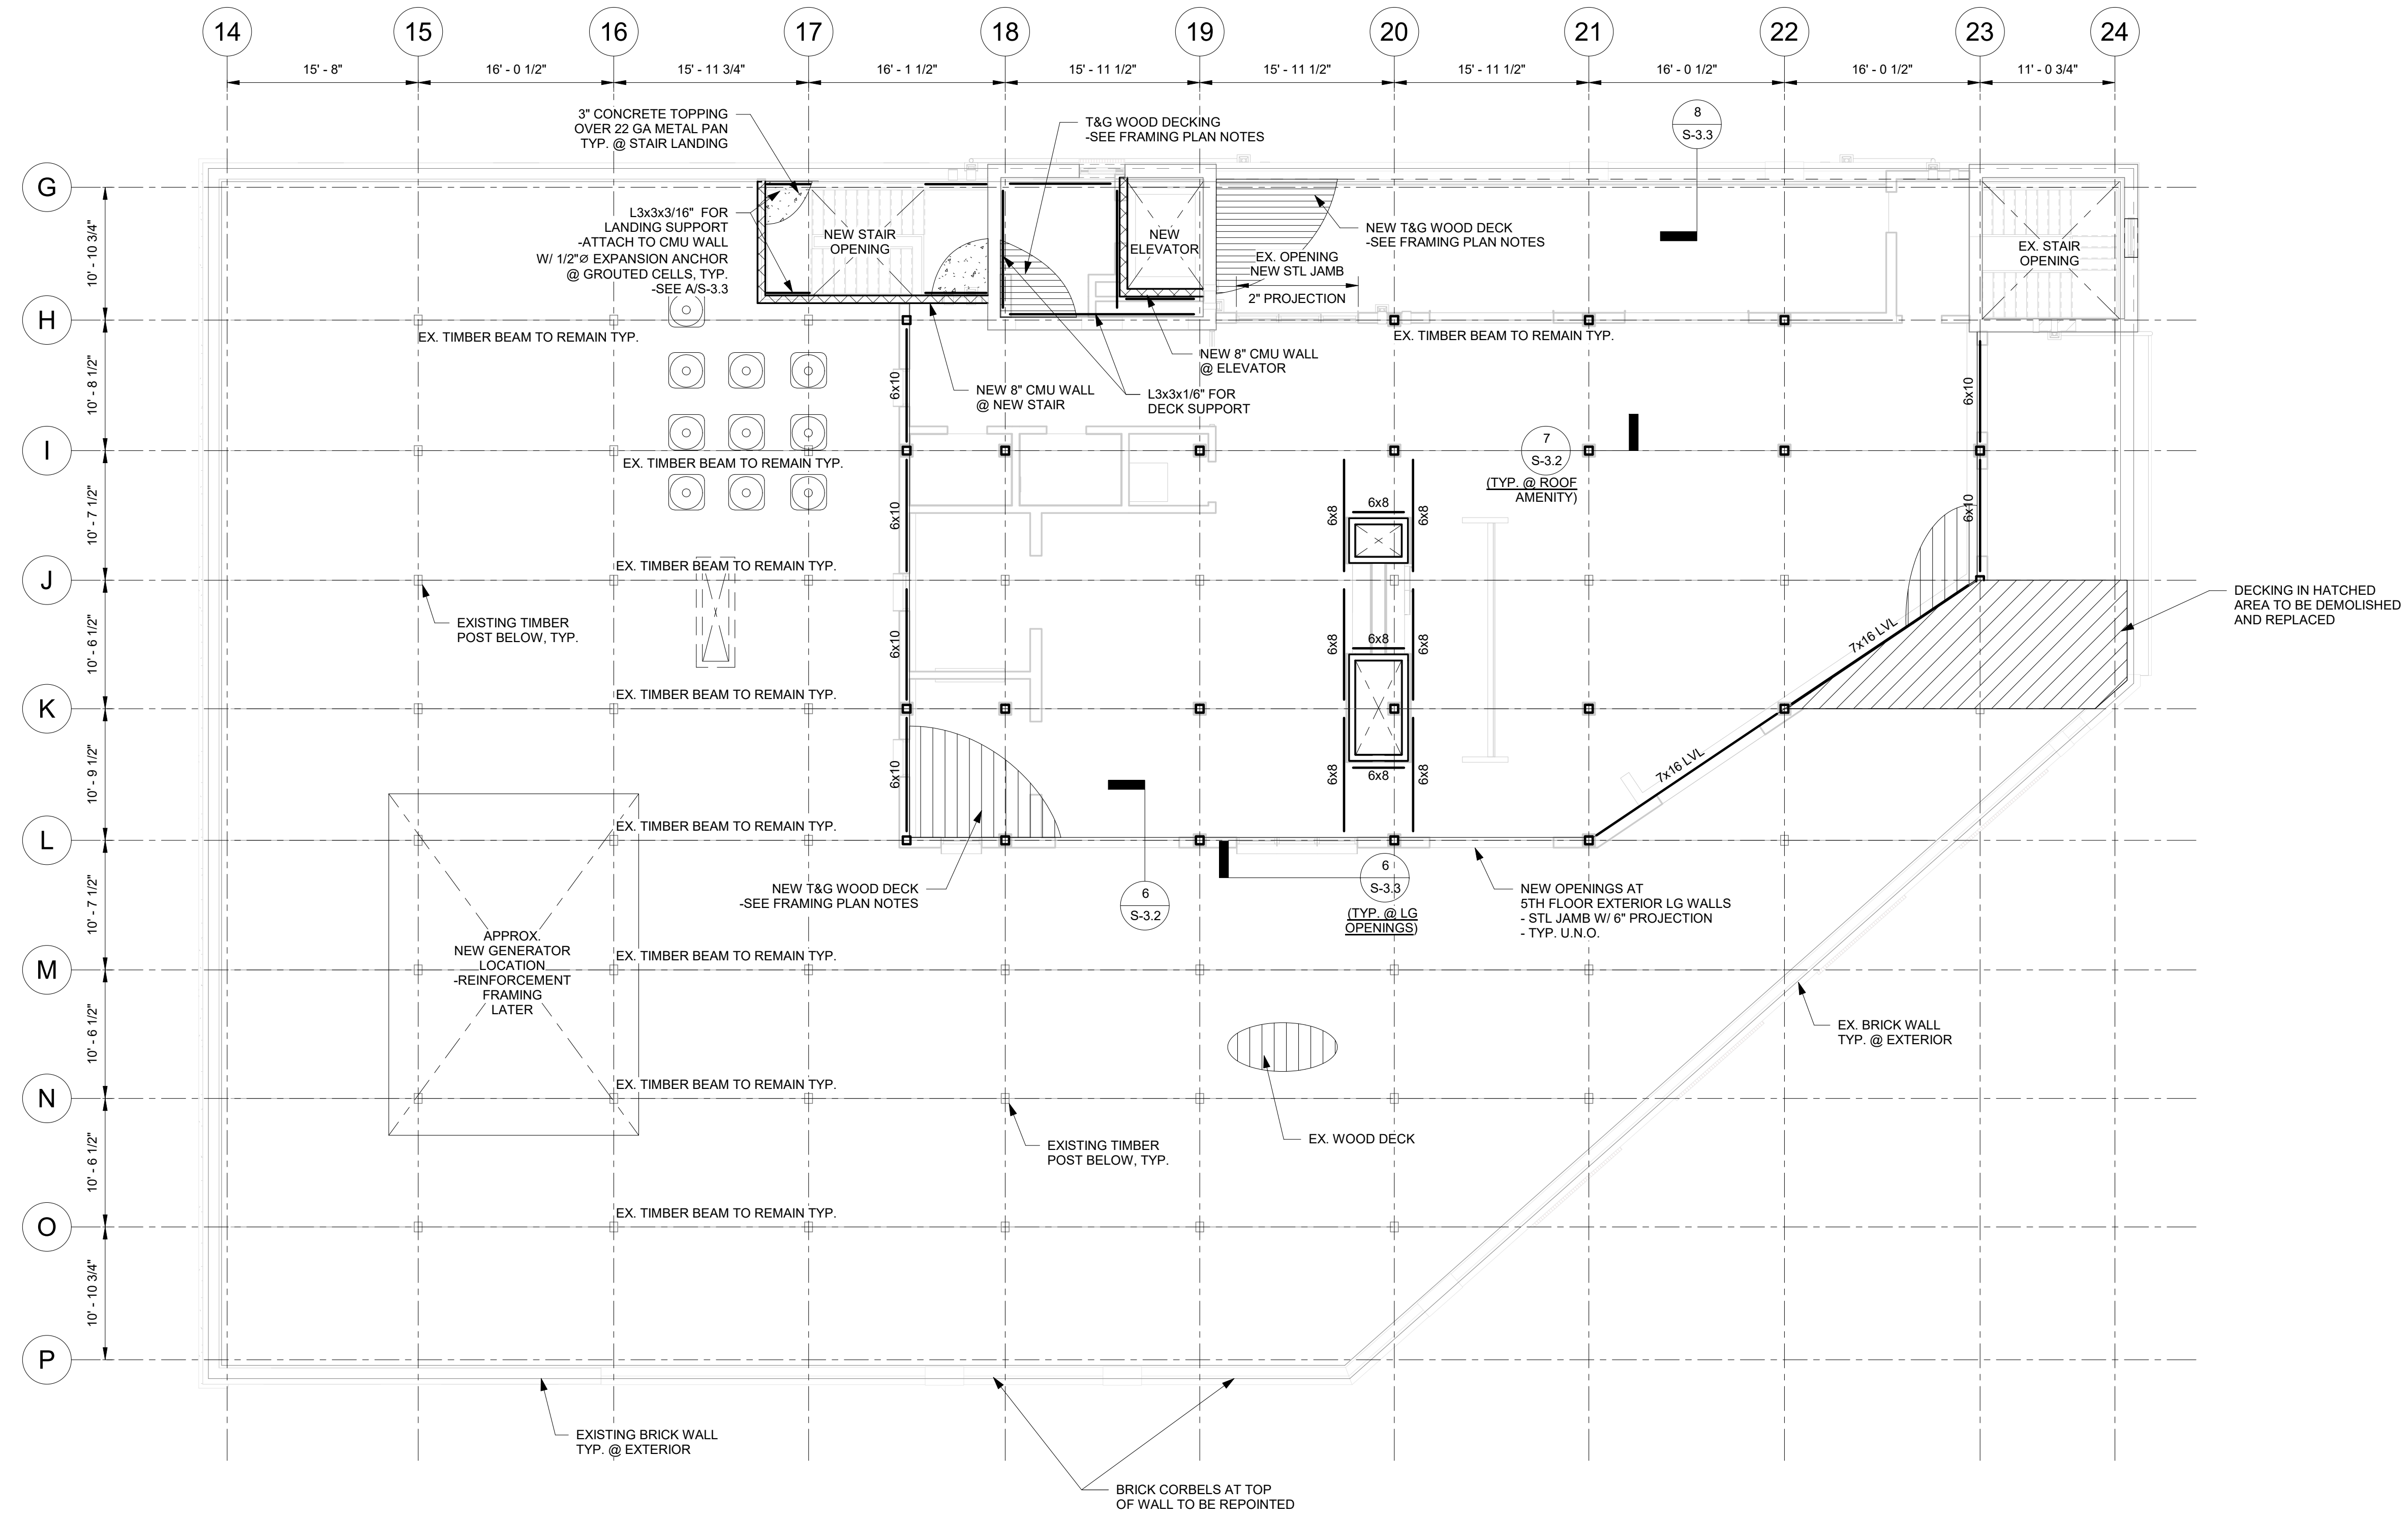 14
15
16
17
18
19
20
21
22
23
24
15' - 8"
16' - 0 1/2"
15' - 11 3/4"
16' - 1 1/2"
15' - 11 1/2"
15' - 11 1/2"
15' - 11 1/2"
16' - 0 1/2"
16' - 0 1/2"
11' - 0 3/4"
3" CONCRETE TOPPING
OVER 22 GA METAL PAN
TYP. @ STAIR LANDING
T&G WOOD DECKING
-SEE FRAMING PLAN NOTES
8
S-3.3
G
10' - 10 3/4"
L3x3x3/16" FOR
LANDING SUPPORT
-ATTACH TO CMU WALL
W/ 1/2"⌀ EXPANSION ANCHOR
@ GROUTED CELLS, TYP.
-SEE A/S-3.3
NEW STAIR
OPENING
NEW
ELEVATOR
NEW T&G WOOD DECK
-SEE FRAMING PLAN NOTES
EX. OPENING
NEW STL JAMB
2" PROJECTION
EX. STAIR
OPENING
H
10' - 8 1/2"
EX. TIMBER BEAM TO REMAIN TYP.
EX. TIMBER BEAM TO REMAIN TYP.
NEW 8" CMU WALL
@ ELEVATOR
NEW 8" CMU WALL
@ NEW STAIR
L3x3x1/6" FOR
DECK SUPPORT
6x10
6x10
I
10' - 7 1/2"
EX. TIMBER BEAM TO REMAIN TYP.
7
S-3.2
(TYP. @ ROOF
AMENITY)
6x10
6x8
6x8
6x8
6x10
J
10' - 6 1/2"
EX. TIMBER BEAM TO REMAIN TYP.
EXISTING TIMBER
POST BELOW, TYP.
DECKING IN HATCHED
AREA TO BE DEMOLISHED
AND REPLACED
6x10
6x8
6x8
6x8
7x16 LVL
K
10' - 9 1/2"
EX. TIMBER BEAM TO REMAIN TYP.
6x10
6x8
6x8
6x8
7x16 LVL
L
10' - 7 1/2"
EX. TIMBER BEAM TO REMAIN TYP.
NEW T&G WOOD DECK
-SEE FRAMING PLAN NOTES
6
S-3.2
6
S-3.3
(TYP. @ LG
OPENINGS)
NEW OPENINGS AT
5TH FLOOR EXTERIOR LG WALLS
- STL JAMB W/ 6" PROJECTION
- TYP. U.N.O.
APPROX.
NEW GENERATOR
LOCATION
-REINFORCEMENT
FRAMING
LATER
M
10' - 6 1/2"
EX. TIMBER BEAM TO REMAIN TYP.
EX. BRICK WALL
TYP. @ EXTERIOR
N
10' - 6 1/2"
EX. TIMBER BEAM TO REMAIN TYP.
EXISTING TIMBER
POST BELOW, TYP.
EX. WOOD DECK
O
10' - 10 3/4"
EX. TIMBER BEAM TO REMAIN TYP.
P
EXISTING BRICK WALL
TYP. @ EXTERIOR
BRICK CORBELS AT TOP
OF WALL TO BE REPOINTED